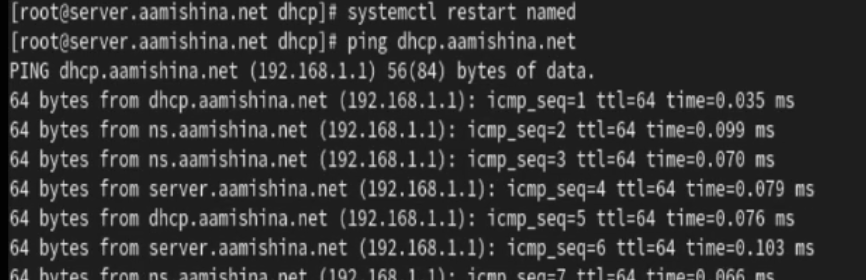 [root@server.aamishina.net dhcp]# systemctl restart named
[root@server.aamishina.net dhcp]# ping dhcp.aamishina.net
PING dhcp.aamishina.net (192.168.1.1) 56(84) bytes of data.
64 bytes from dhcp.aamishina.net (192.168.1.1): icmp_seq=1 ttl=64 time=0.035 ms
64 bytes from ns.aamishina.net (192.168.1.1): icmp_seq=2 ttl=64 time=0.099 ms
64 bytes from ns.aamishina.net (192.168.1.1): icmp_seq=3 ttl=64 time=0.070 ms
64 bytes from server.aamishina.net (192.168.1.1): icmp_seq=4 ttl=64 time=0.079 ms
64 bytes from dhcp.aamishina.net (192.168.1.1): icmp_seq=5 ttl=64 time=0.076 ms
64 bytes from server.aamishina.net (192.168.1.1): icmp_seq=6 ttl=64 time=0.103 ms
64 bytes from ns.aamishina.net (192.168.1.1): icmp_seq=7 ttl=64 time=0.066 ms